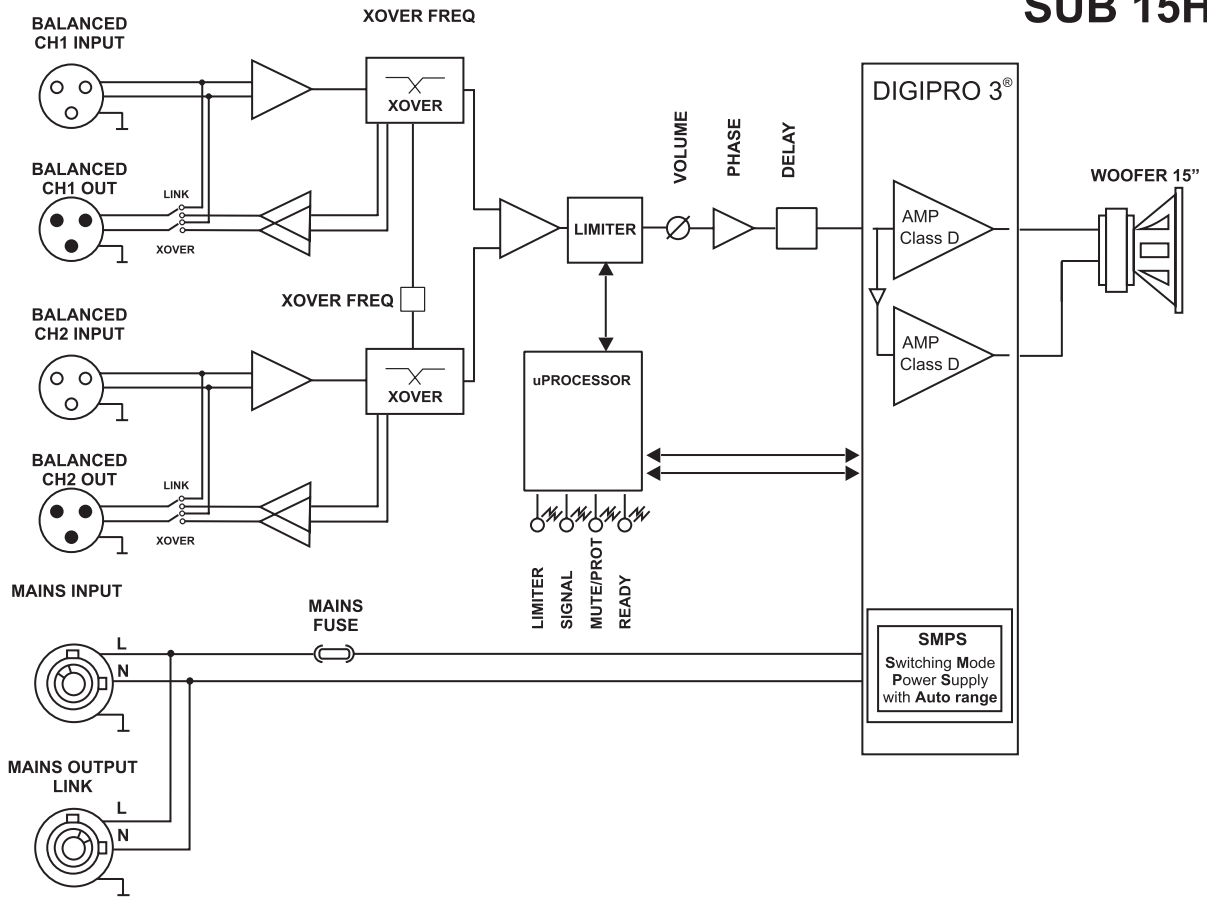 SUB 15H
XOVER FREQ
BALANCED
CH1 INPUT
XOVER
DIGIPRO 3®
BALANCED
CH1 OUT
LINK
XOVER
VOLUME
PHASE
DELAY
WOOFER 15”
AMP
Class D
LIMITER
XOVER FREQ
BALANCED
CH2 INPUT
XOVER
AMP
Class D
uPROCESSOR
BALANCED
CH2 OUT
LINK
XOVER
LIMITER
SIGNAL
MUTE/PROT
READY
MAINS INPUT
L
N
MAINS
FUSE
SMPS
Switching Mode
Power Supply
with Auto range
MAINS OUTPUT
LINK
L
N